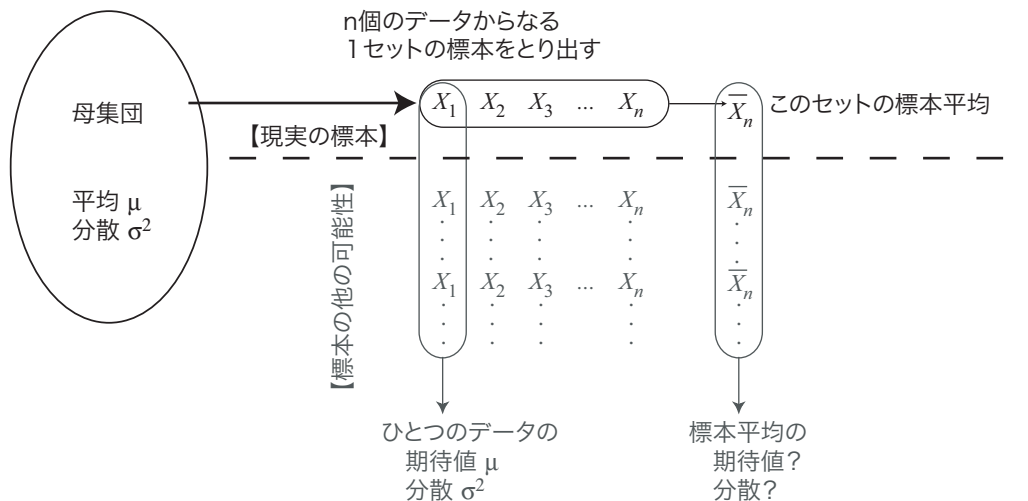 n個のデータからなる
1セットの標本をとり出す
母集団
X₁ X₂ X₃ ... Xₙ
X̅ₙ
このセットの標本平均
【現実の標本】
平均 μ
分散 σ²
【標本の他の可能性】
X₁ X₂ X₃ ... Xₙ
X̅ₙ
X₁ X₂ X₃ ... Xₙ
X̅ₙ
ひとつのデータの
期待値 μ
分散 σ²
標本平均の
期待値？
分散？